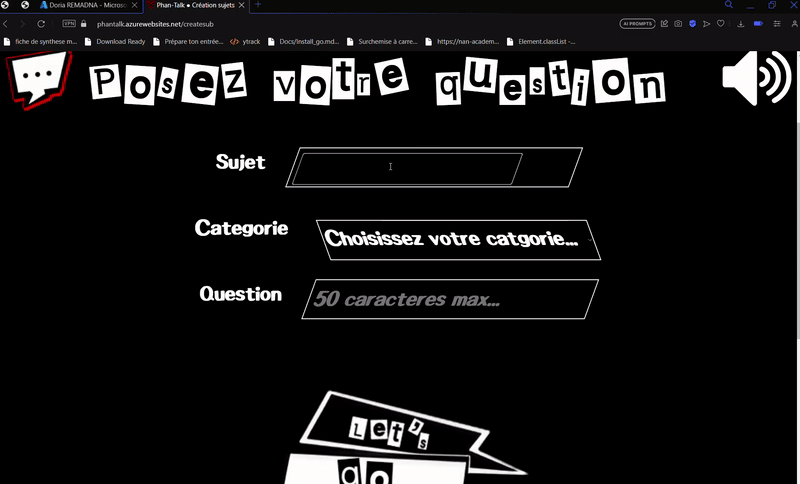 Doria REMADNA - Microso
Phan-Talk • Création sujets
VPN
phantalk.azurewebsites.net/createsub
AI PROMPTS
fiche de synthese m...
Download Ready
Prépare ton entrée...
ytrack
Docs/install_go.md...
Surchemise à carre...
https://nan-academ...
Element.classList -...
Posez votre question
Sujet
Categorie
Choisissez votre catgorie...
Question
50 caracteres max...
Let's
go